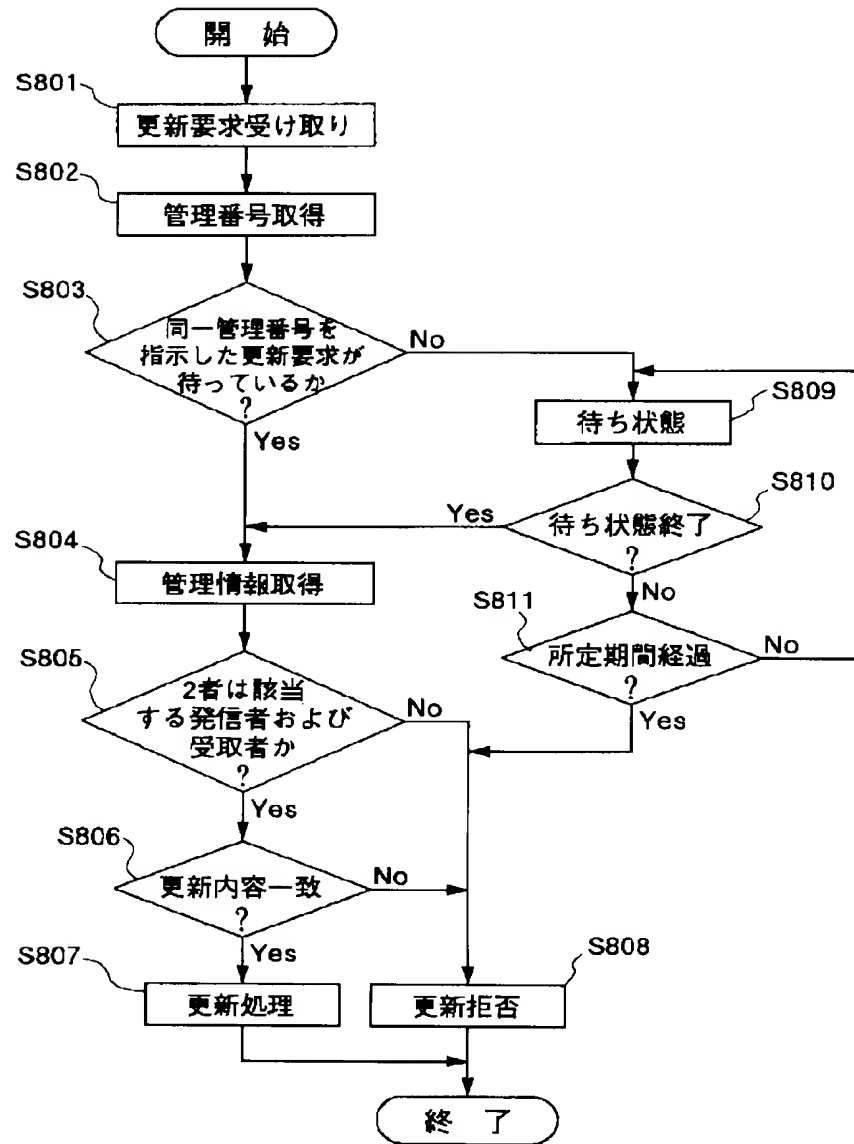 開 始
S801
更新要求受け取り
S802
管理番号取得
S803
同一管理番号を
指示した更新要求が
待っているか
?
No
Yes
S809
待ち状態
S810
待ち状態終了
?
Yes
No
S804
管理情報取得
S811
所定期間経過
?
No
Yes
S805
2者は該当
する発信者および
受取者か
?
No
Yes
S806
更新内容一致
?
No
Yes
S807
更新処理
S808
更新拒否
終 了